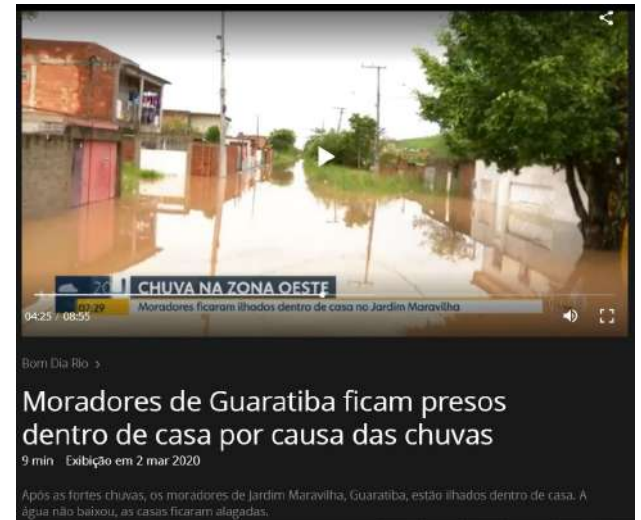 CHUVA NA ZONA OESTE
07:29
Moradores ficaram ilhados dentro de casa no Jardim Maravilha
04:25 / 08:55
Bom Dia Rio >
Moradores de Guaratiba ficam presos
dentro de casa por causa das chuvas
9 min Exibição em 2 mar 2020
Após as fortes chuvas, os moradores de Jardim Maravilha, Guaratiba, estão ilhados dentro de casa. A
água não baixou, as casas ficaram alagadas.